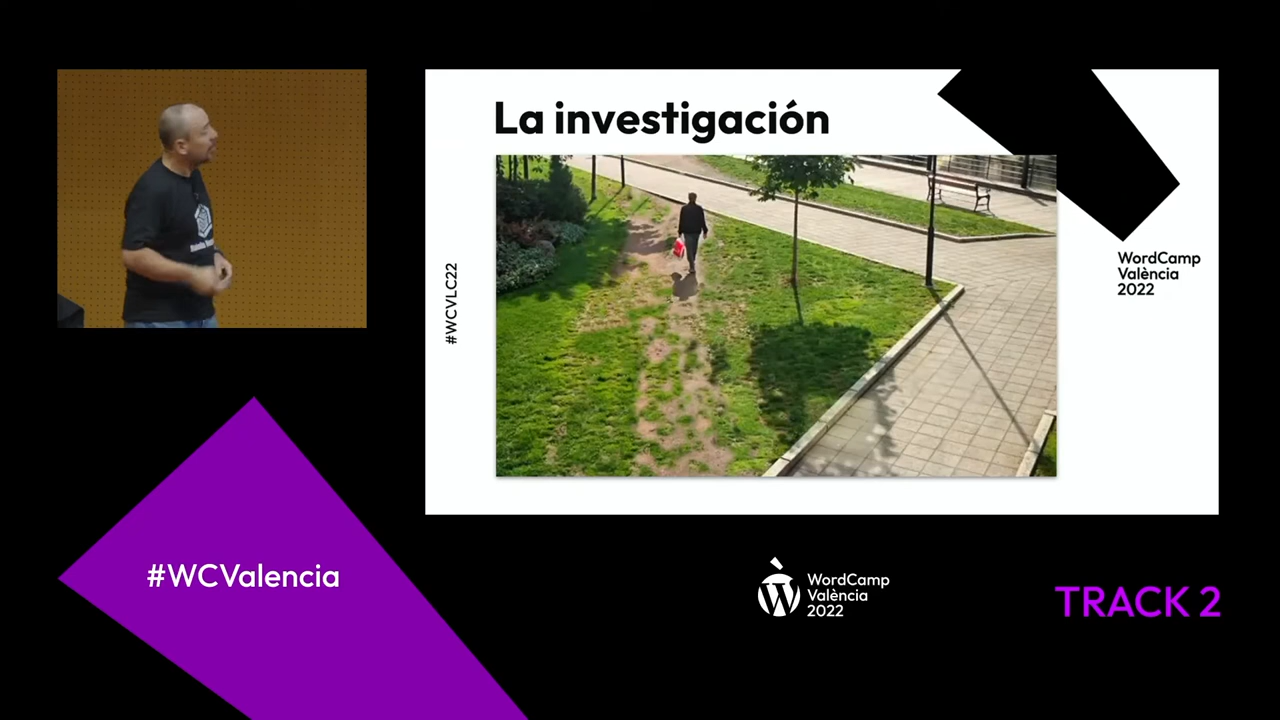 La investigación
#WCVLC22
WordCamp
València
2022
#WCValencia
WordCamp
València
2022
TRACK 2